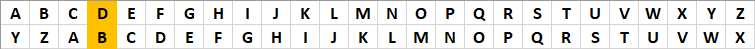 A B C D E F G H I J K L M N O P Q R S T U V W X Y Z
Y Z A B C D E F G H I J K L M N O P Q R S T U V W X